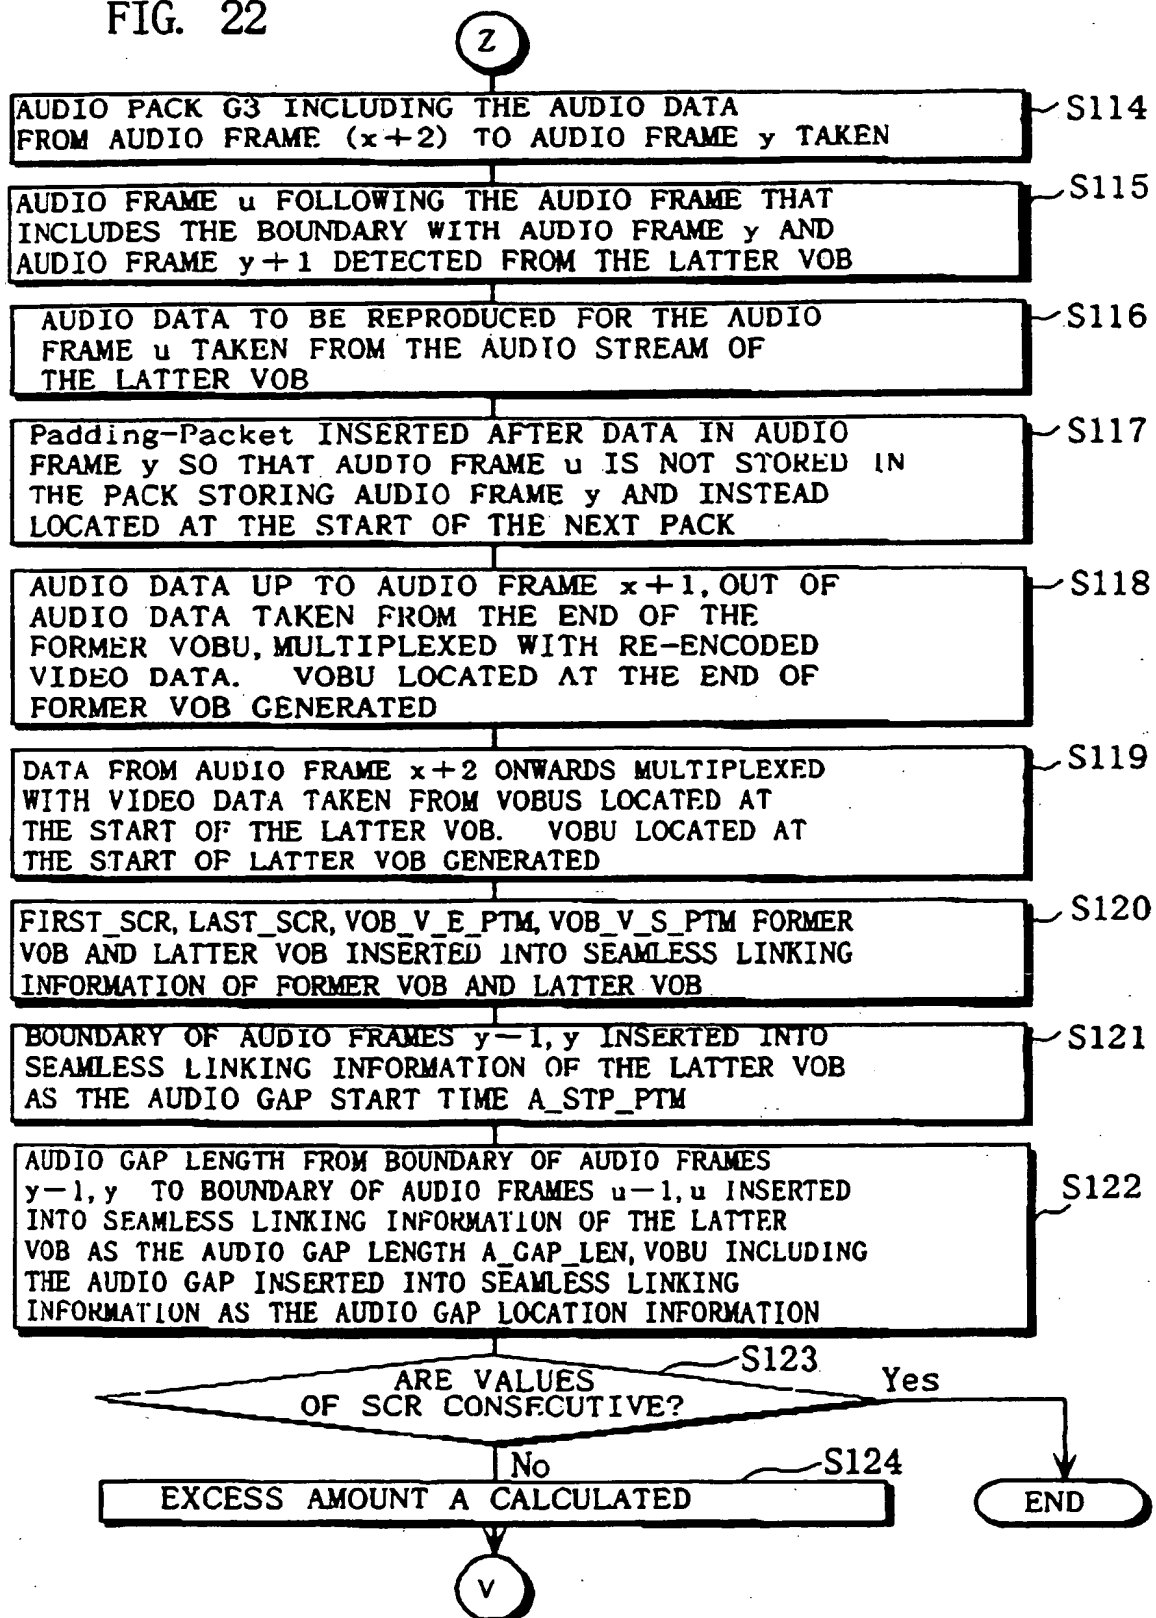 FIG. 22
Z
AUDIO PACK G3 INCLUDING THE AUDIO DATA
FROM AUDIO FRAME (x+2) TO AUDIO FRAME y TAKEN
S114
AUDIO FRAME u FOLLOWING THE AUDIO FRAME THAT
INCLUDES THE BOUNDARY WITH AUDIO FRAME y AND
AUDIO FRAME y+1 DETECTED FROM THE LATTER VOB
S115
AUDIO DATA TO BE REPRODUCED FOR THE AUDIO
FRAME u TAKEN FROM THE AUDIO STREAM OF
THE LATTER VOB
S116
Padding-Packet INSERTED AFTER DATA IN AUDIO
FRAME y SO THAT AUDIO FRAME u IS NOT STORED IN
THE PACK STORING AUDIO FRAME y AND INSTEAD
LOCATED AT THE START OF THE NEXT PACK
S117
AUDIO DATA UP TO AUDIO FRAME x+1, OUT OF
AUDIO DATA TAKEN FROM THE END OF THE
FORMER VOBU, MULTIPLEXED WITH RE-ENCODED
VIDEO DATA. VOBU LOCATED AT THE END OF
FORMER VOB GENERATED
S118
DATA FROM AUDIO FRAME x+2 ONWARDS MULTIPLEXED
WITH VIDEO DATA TAKEN FROM VOBUS LOCATED AT
THE START OF THE LATTER VOB. VOBU LOCATED AT
THE START OF LATTER VOB GENERATED
S119
FIRST_SCR, LAST_SCR, VOB_V_E_PTM, VOB_V_S_PTM FORMER
VOB AND LATTER VOB INSERTED INTO SEAMLESS LINKING
INFORMATION OF FORMER VOB AND LATTER VOB
S120
BOUNDARY OF AUDIO FRAMES y-1, y INSERTED INTO
SEAMLESS LINKING INFORMATION OF THE LATTER VOB
AS THE AUDIO GAP START TIME A_STP_PTM
S121
AUDIO GAP LENGTH FROM BOUNDARY OF AUDIO FRAMES
y-1, y TO BOUNDARY OF AUDIO FRAMES u-1, u INSERTED
INTO SEAMLESS LINKING INFORMATION OF THE LATTER
VOB AS THE AUDIO GAP LENGTH A_GAP_LEN, VOBU INCLUDING
THE AUDIO GAP INSERTED INTO SEAMLESS LINKING
INFORMATION AS THE AUDIO GAP LOCATION INFORMATION
S122
ARE VALUES
OF SCR CONSECUTIVE?
S123
Yes
No
EXCESS AMOUNT A CALCULATED
S124
END
V